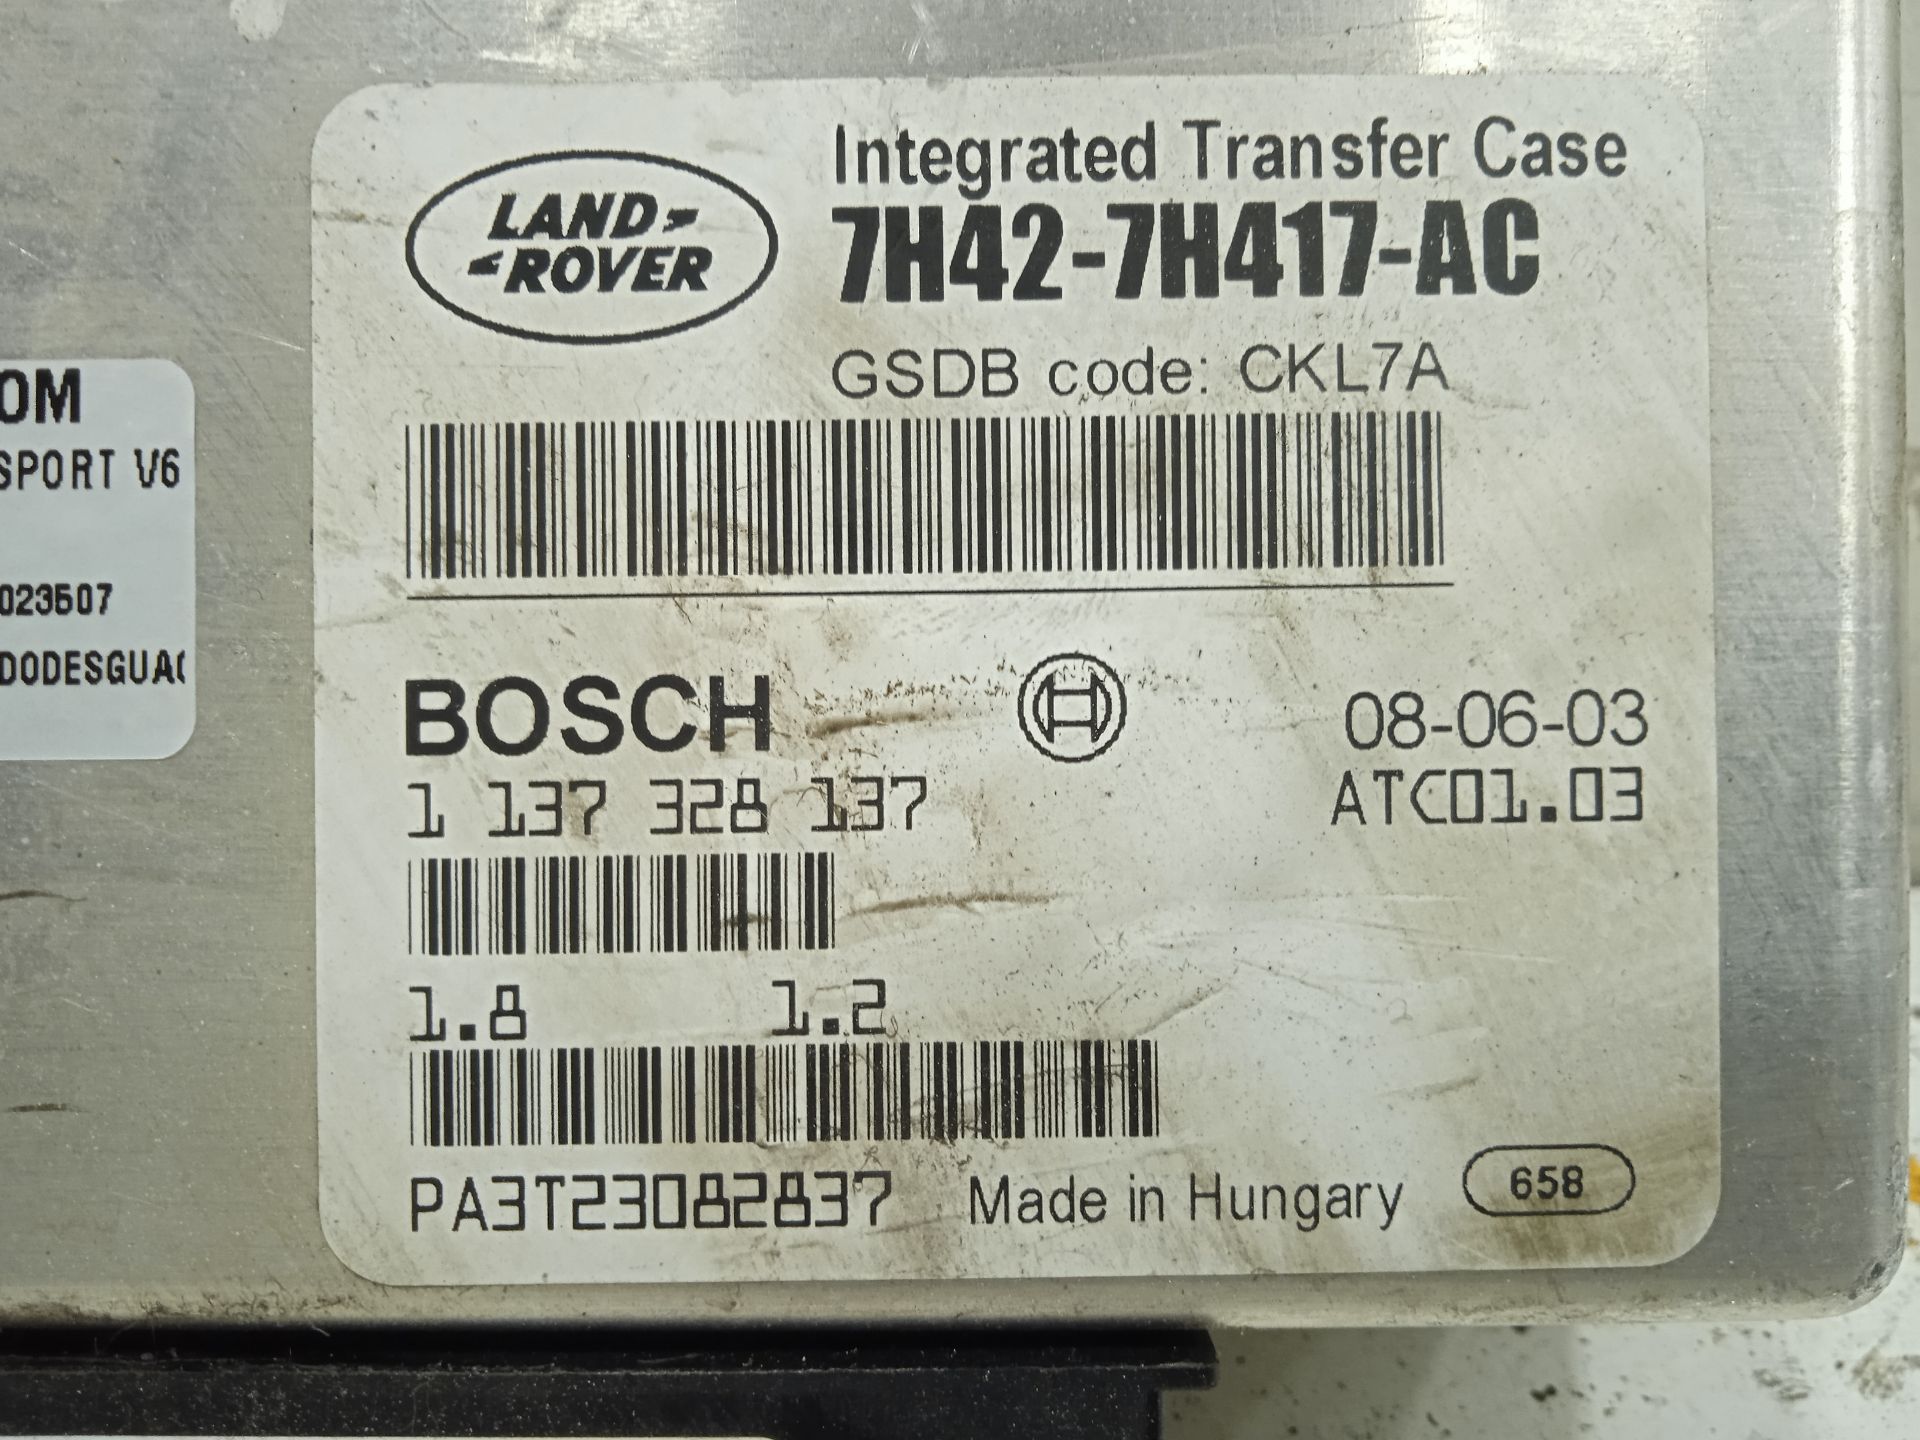 Integrated Transfer Case
LAND
ROVER
7H42-7H417-AC
GSDB code: CKL7A
OM
SPORT V6
023507
DODESGUA
BOSCH
08-06-03
1 137 328 137
ATC01.03
1.8 1.2
PA3T23082837
Made in Hungary
658